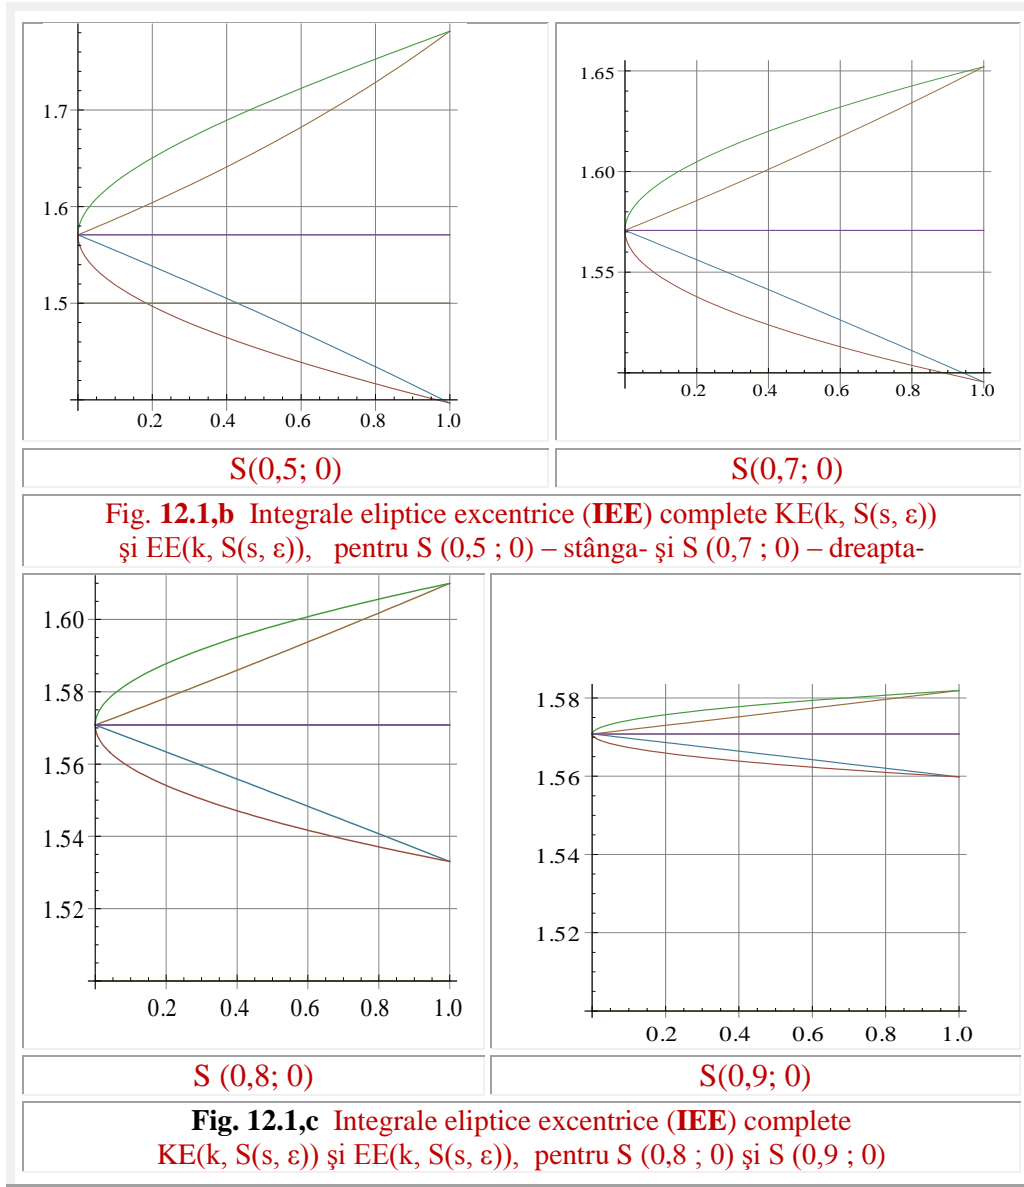 1.7
1.6
1.5
0.2 0.4 0.6 0.8 1.0
1.65
1.60
1.55
0.2 0.4 0.6 0.8 1.0
S(0,5; 0)
S(0,7; 0)
Fig. 12.1,b Integrale eliptice excentrice (IEE) complete KE(k, S(s, ε))
şi EE(k, S(s, ε)), pentru S (0,5 ; 0) – stânga- şi S (0,7 ; 0) – dreapta-
1.60
1.58
1.56
1.54
1.52
0.2 0.4 0.6 0.8 1.0
1.58
1.56
1.54
1.52
0.2 0.4 0.6 0.8 1.0
S (0,8; 0)
S(0,9; 0)
Fig. 12.1,c Integrale eliptice excentrice (IEE) complete
KE(k, S(s, ε)) şi EE(k, S(s, ε)), pentru S (0,8 ; 0) şi S (0,9 ; 0)